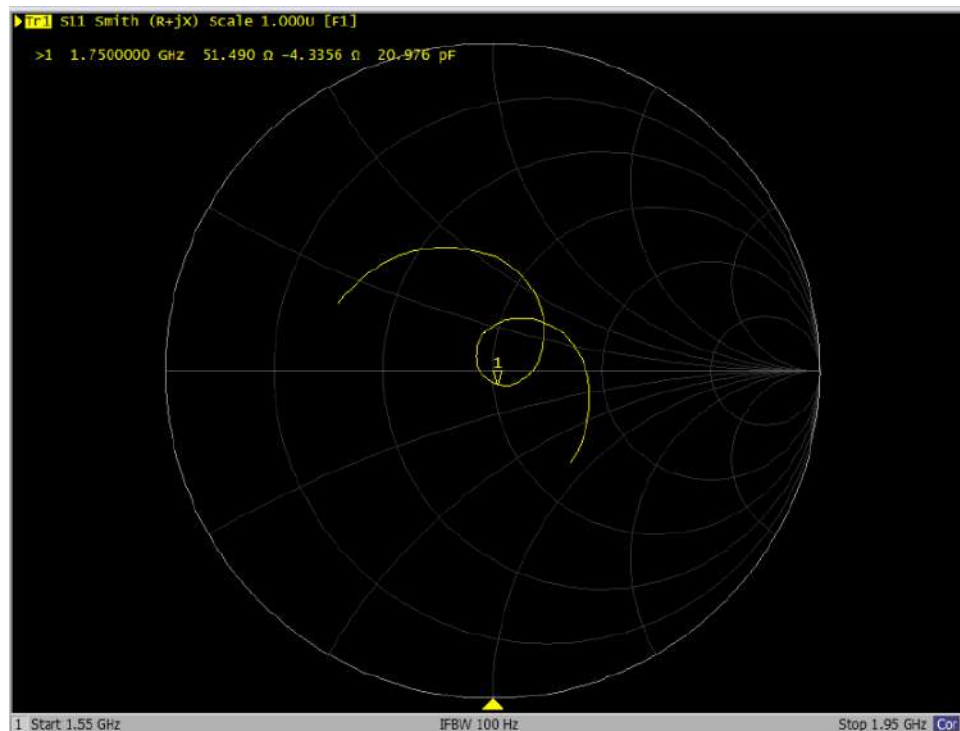 Tr1 S11 Smith (R+jX) Scale 1.000U [F1]
>1 1.7500000 GHz 51.490 Ω -4.3356 Ω 20.976 pF
1
1 Start 1.55 GHz IFBW 100 Hz Stop 1.95 GHz Cor